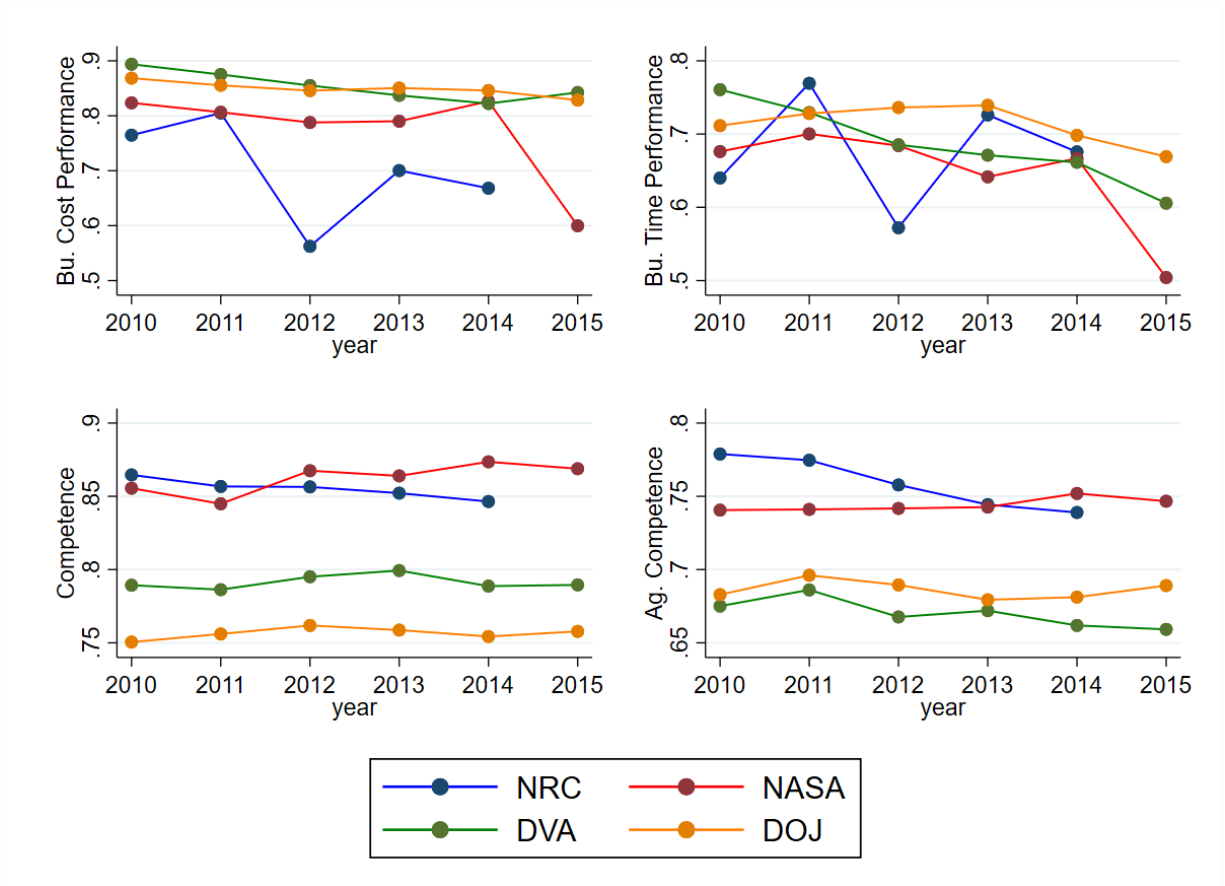 Bu. Cost Performance
.9
.8
.7
.6
.5
2010 2011 2012 2013 2014 2015
year
Bu. Time Performance
.8
.7
.6
.5
2010 2011 2012 2013 2014 2015
year
Competence
.9
.85
.8
.75
2010 2011 2012 2013 2014 2015
year
Ag. Competence
.8
.75
.7
.65
2010 2011 2012 2013 2014 2015
year
NRC NASA
DVA DOJ